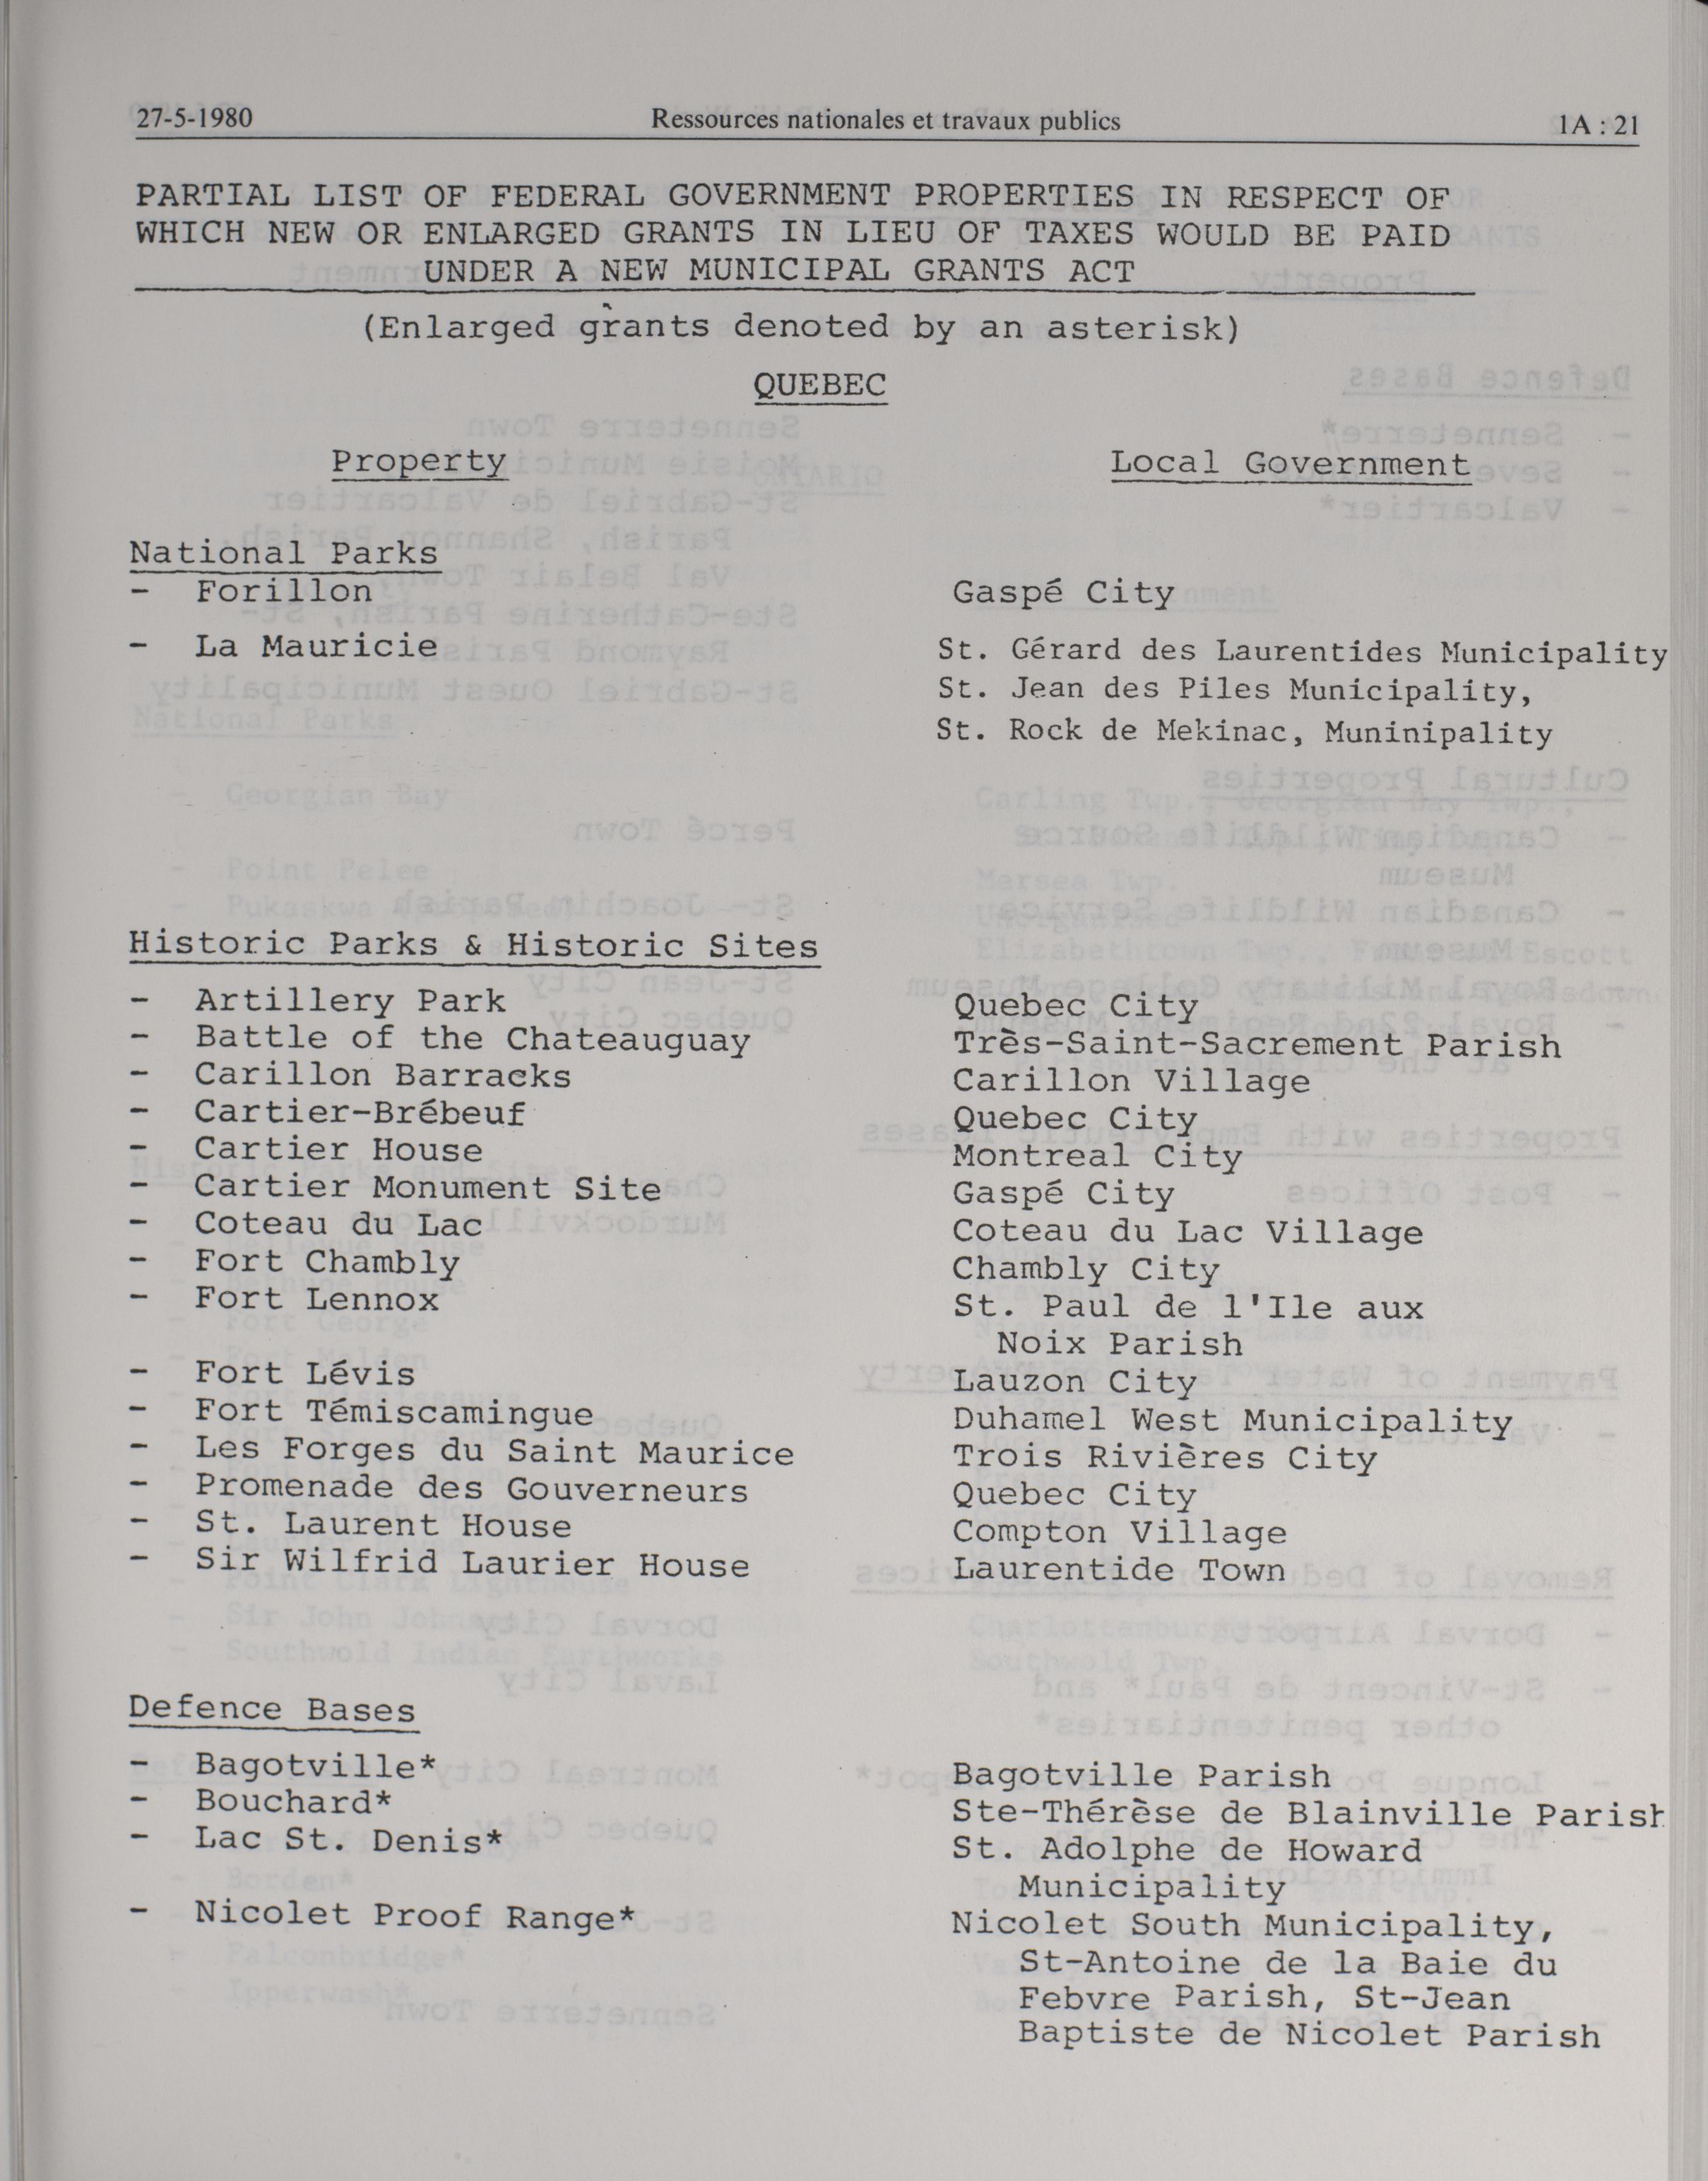 27-5-1980 Ressources nationales et travaux publics 1A : 21
PARTIAL LIST OF FEDERAL GOVERNMENT PROPERTIES IN RESPECT OF
WHICH NEW OR ENLARGED GRANTS IN LIEU OF TAXES WOULD BE PAID
UNDER A NEW MUNICIPAL GRANTS ACT
(Enlarged grants denoted by an asterisk)
QUEBEC
Property Local Government
National Parks
- Forillon Gaspé City
- La Mauricie St. Gérard des Laurentides Municipality
St. Jean des Piles Municipality,
St. Rock de Mekinac, Muninipality
Historic Parks & Historic Sites
- Artillery Park Quebec City
- Battle of the Chateauguay Très-Saint-Sacrement Parish
- Carillon Barracks Carillon Village
- Cartier-Brébeuf Quebec City
- Cartier House Montreal City
- Cartier Monument Site Gaspé City
- Coteau du Lac Coteau du Lac Village
- Fort Chambly Chambly City
- Fort Lennox St. Paul de l'Ile aux
Noix Parish
- Fort Lévis Lauzon City
- Fort Témiscamingue Duhamel West Municipality
- Les Forges du Saint Maurice Trois Rivières City
- Promenade des Gouverneurs Quebec City
- St. Laurent House Compton Village
- Sir Wilfrid Laurier House Laurentide Town
Defence Bases
- Bagotville* Bagotville Parish
- Bouchard* Ste-Thérèse de Blainville Parish
- Lac St. Denis* St. Adolphe de Howard
Municipality
- Nicolet Proof Range* Nicolet South Municipality,
St-Antoine de la Baie du
Febvre Parish, St-Jean
Baptiste de Nicolet Parish